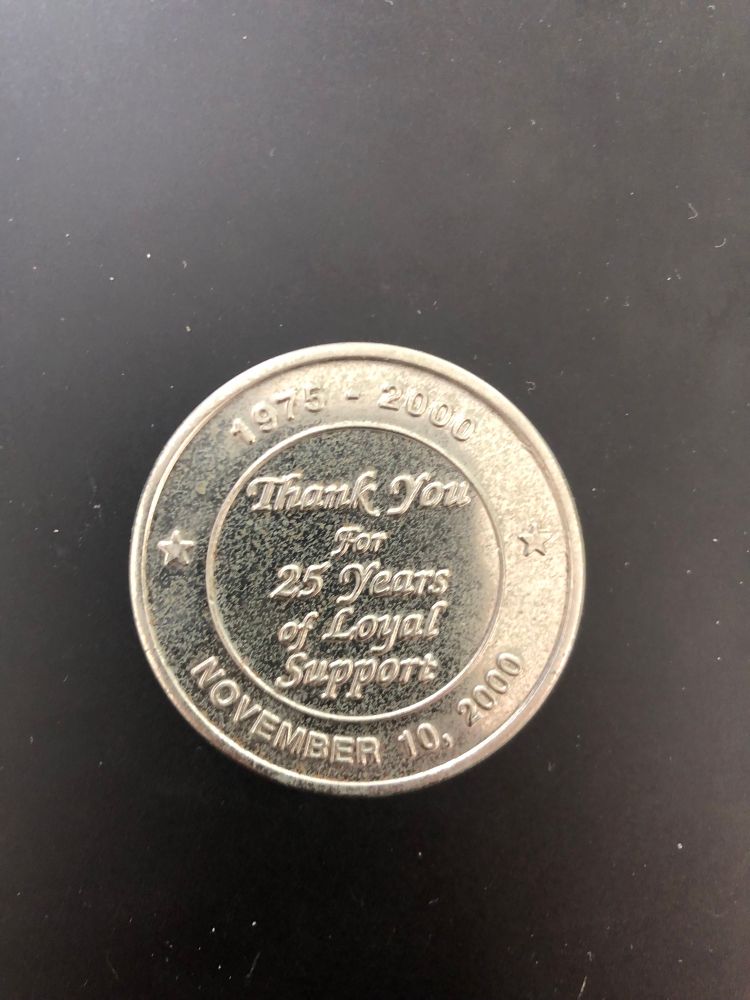 1975 - 2000
Thank You
For
25 Years
of Loyal
Support
NOVEMBER 10, 2000